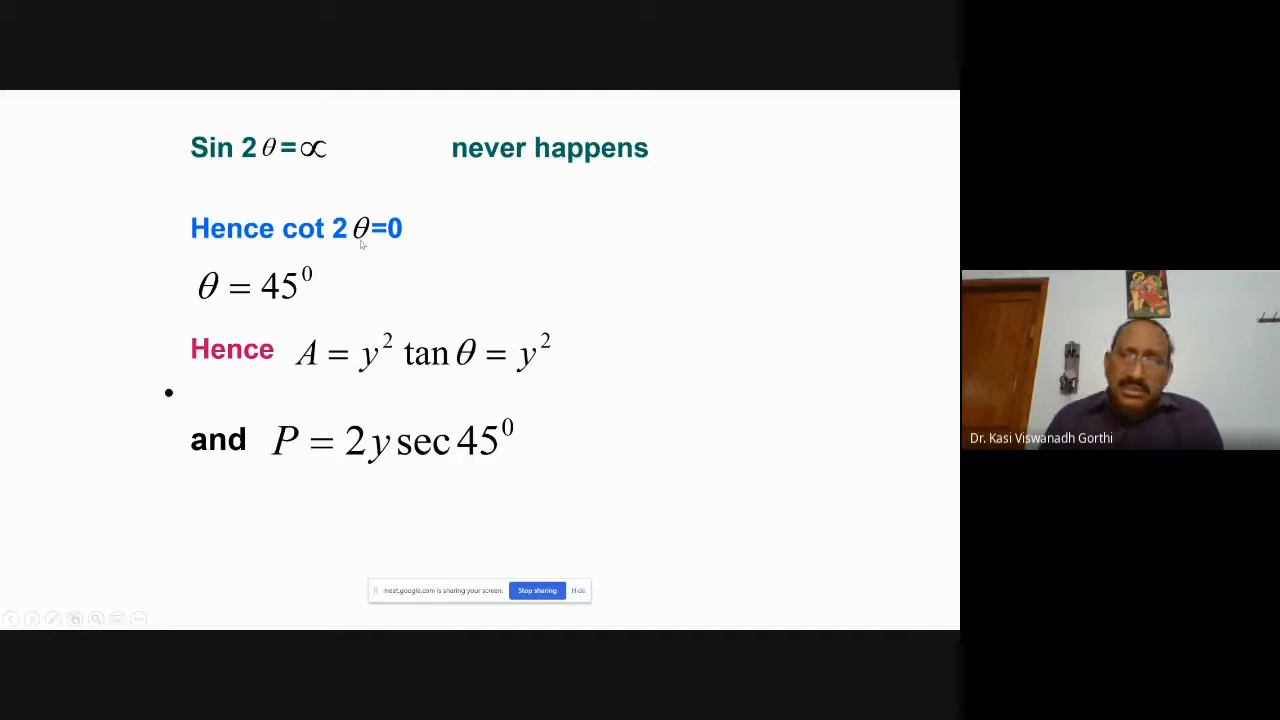 Sin 2θ=∝ never happens
Hence cot 2θ=0
θ = 45⁰
Hence A = y² tan θ = y²
•
and P = 2y sec 45⁰
meet.google.com is sharing your screen. Stop sharing Hide
Dr. Kasi Viswanadh Gorthi